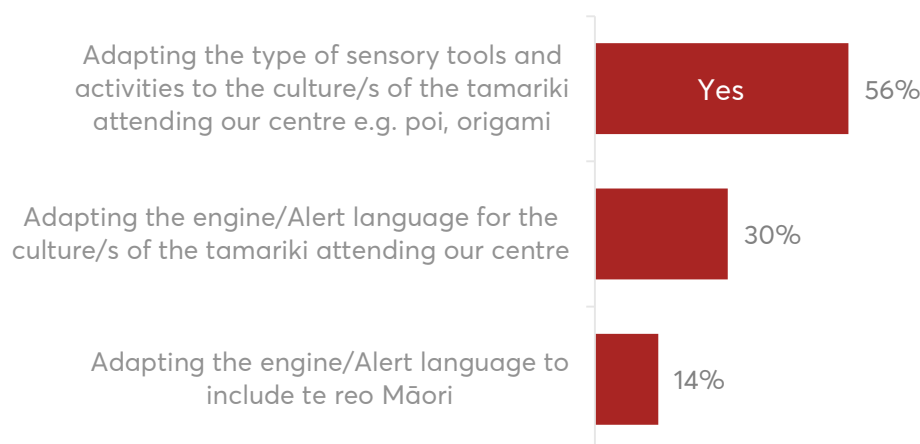 Adapting the type of sensory tools and
activities to the culture/s of the tamariki
attending our centre e.g. poi, origami
Yes
56%
Adapting the engine/Alert language for the
culture/s of the tamariki attending our centre
30%
Adapting the engine/Alert language to
include te reo Māori
14%